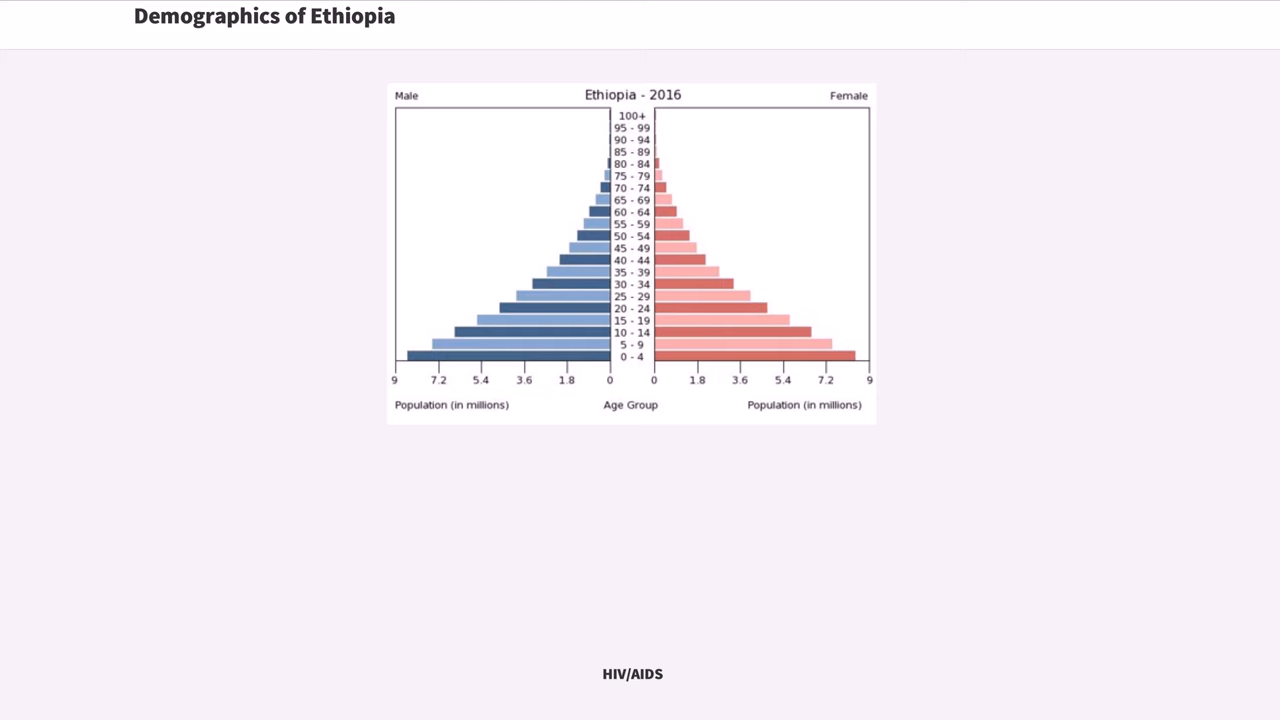 Demographics of Ethiopia
Male Ethiopia - 2016 Female
100+
95 - 99
90 - 94
85 - 89
80 - 84
75 - 79
70 - 74
65 - 69
60 - 64
55 - 59
50 - 54
45 - 49
40 - 44
35 - 39
30 - 34
25 - 29
20 - 24
15 - 19
10 - 14
5 - 9
0 - 4
9 7.2 5.4 3.6 1.8 0 0 1.8 3.6 5.4 7.2 9
Population (in millions) Age Group Population (in millions)
HIV/AIDS